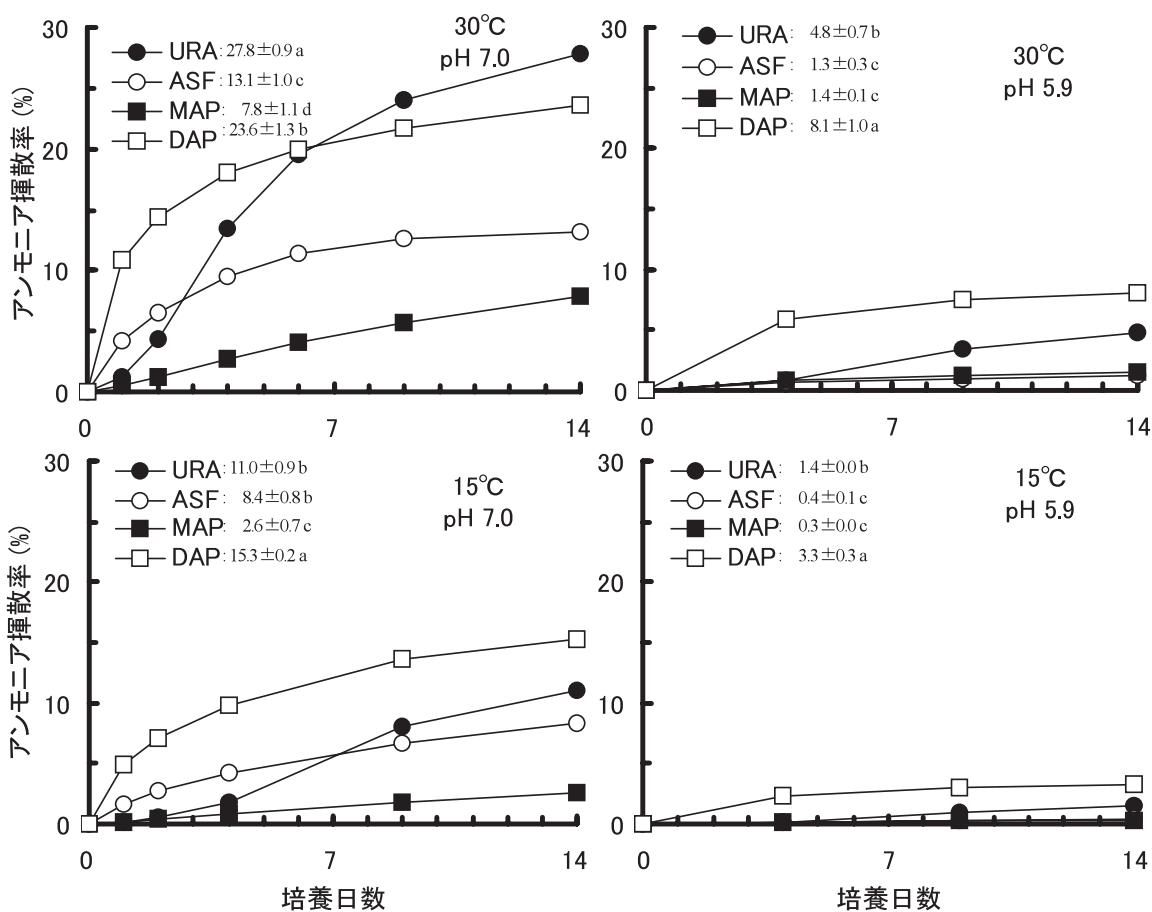 アンモニア揮散率 (%)
30
20
10
0
URA : 27.8±0.9 a
ASF : 13.1±1.0 c
MAP : 7.8±1.1 d
DAP : 23.6±1.3 b
30℃
pH 7.0
0 7 14
30
20
10
0
URA : 4.8±0.7 b
ASF : 1.3±0.3 c
MAP : 1.4±0.1 c
DAP : 8.1±1.0 a
30℃
pH 5.9
0 7 14
アンモニア揮散率 (%)
30
20
10
0
URA : 11.0±0.9 b
ASF : 8.4±0.8 b
MAP : 2.6±0.7 c
DAP : 15.3±0.2 a
15℃
pH 7.0
0 7 14
培養日数
30
20
10
0
URA : 1.4±0.0 b
ASF : 0.4±0.1 c
MAP : 0.3±0.0 c
DAP : 3.3±0.3 a
15℃
pH 5.9
0 7 14
培養日数